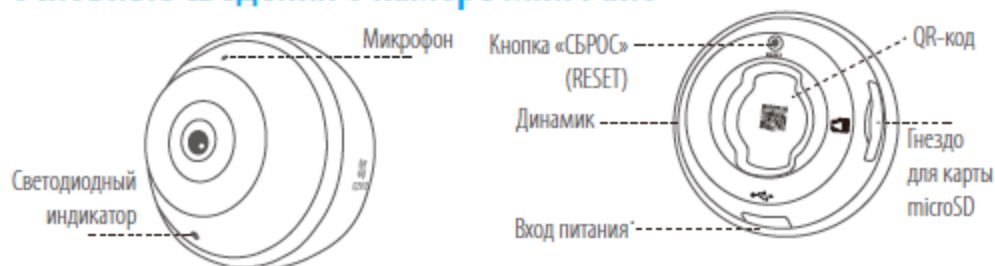 Микрофон
Светодиодный
индикатор
Кнопка «СБРОС»
(RESET)
Динамик
Вход питания
QR-код
Гнездо
для карты
microSD